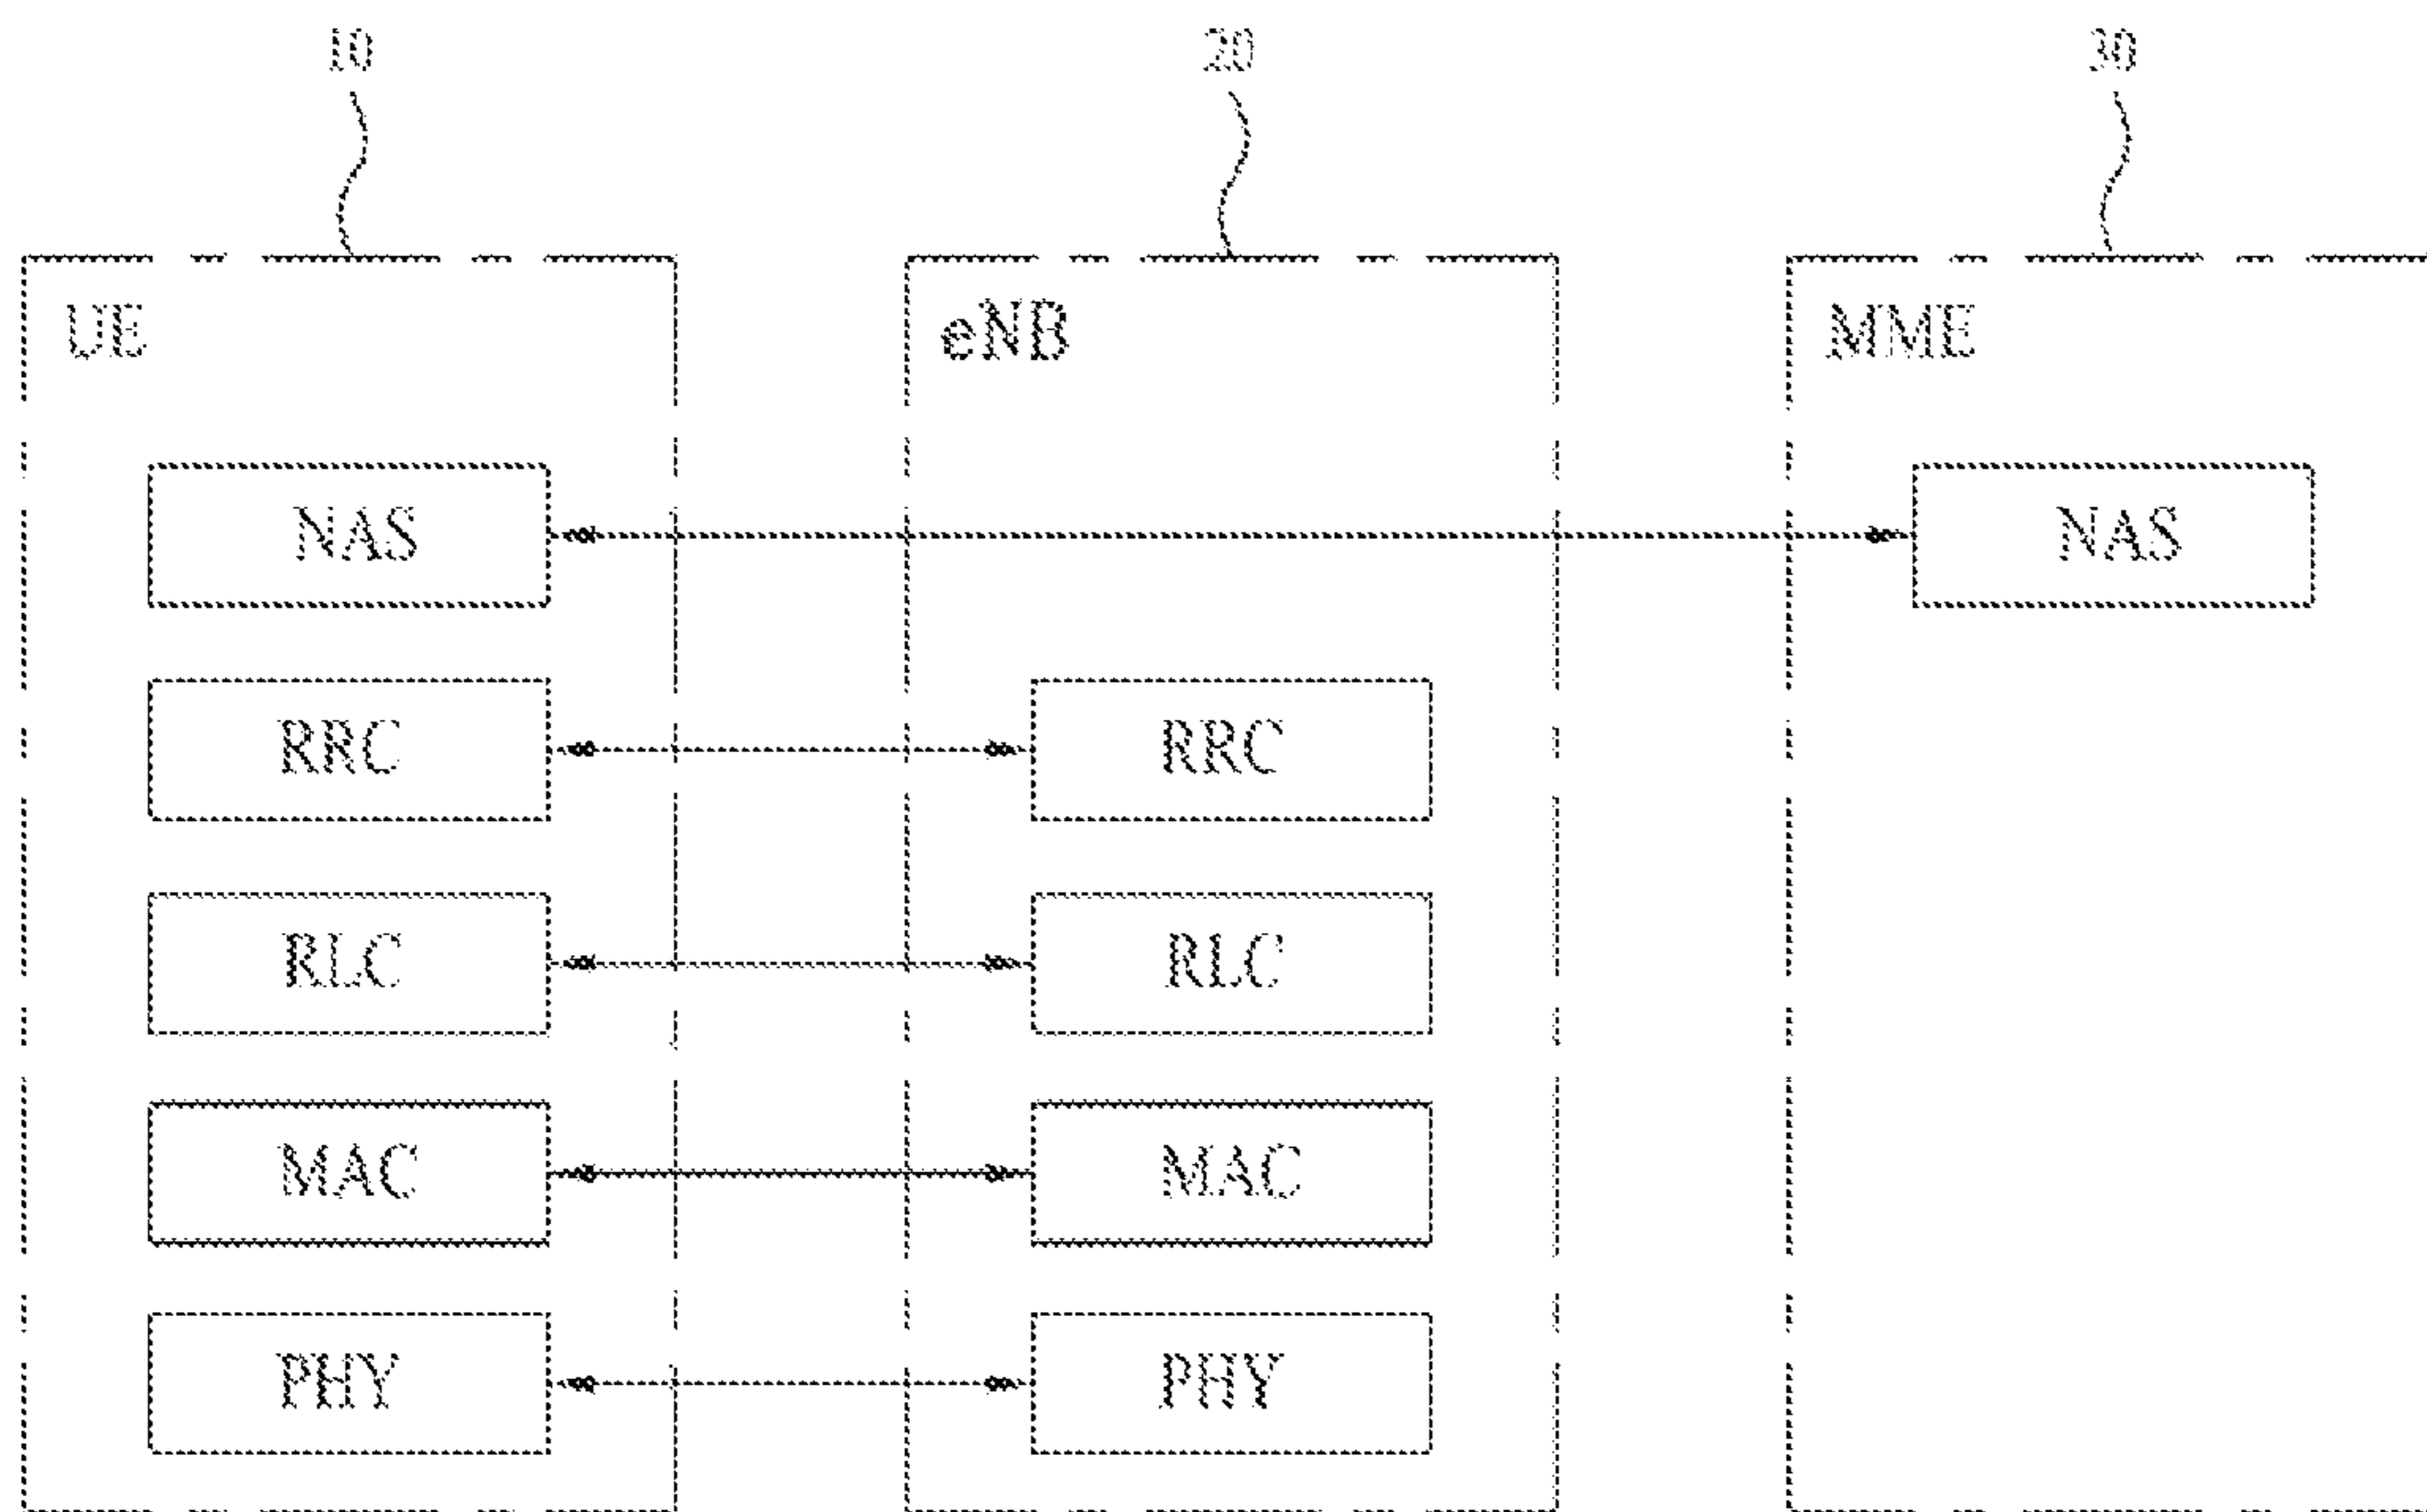 10 20 30
UE eNB MME
NAS NAS
RRC RRC
RLC RLC
MAC MAC
PHY PHY